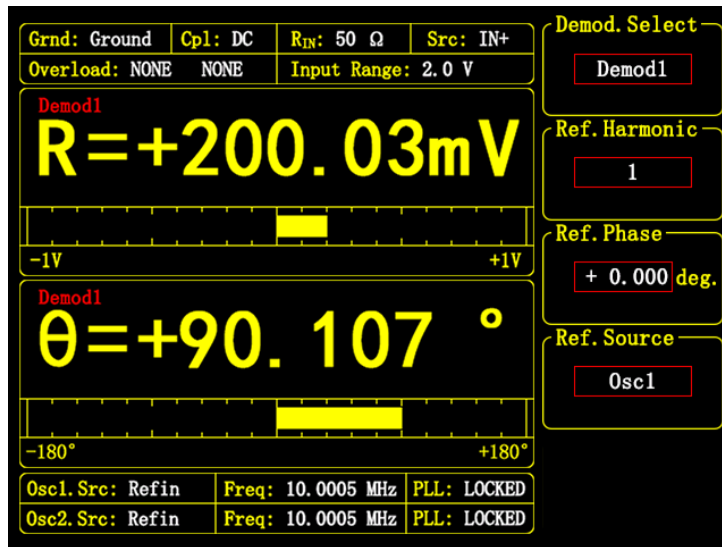 Grnd: Ground Cpl: DC R_IN: 50 Ω Src: IN+
Overload: NONE NONE Input Range: 2.0 V
Demod1
R=+200.03mV
-1V +1V
Demod1
θ=+90.107 °
-180° +180°
Osc1.Src: Refin Freq: 10.0005 MHz PLL: LOCKED
Osc2.Src: Refin Freq: 10.0005 MHz PLL: LOCKED
Demod.Select
Demod1
Ref.Harmonic
1
Ref.Phase
+ 0.000 deg.
Ref.Source
Osc1